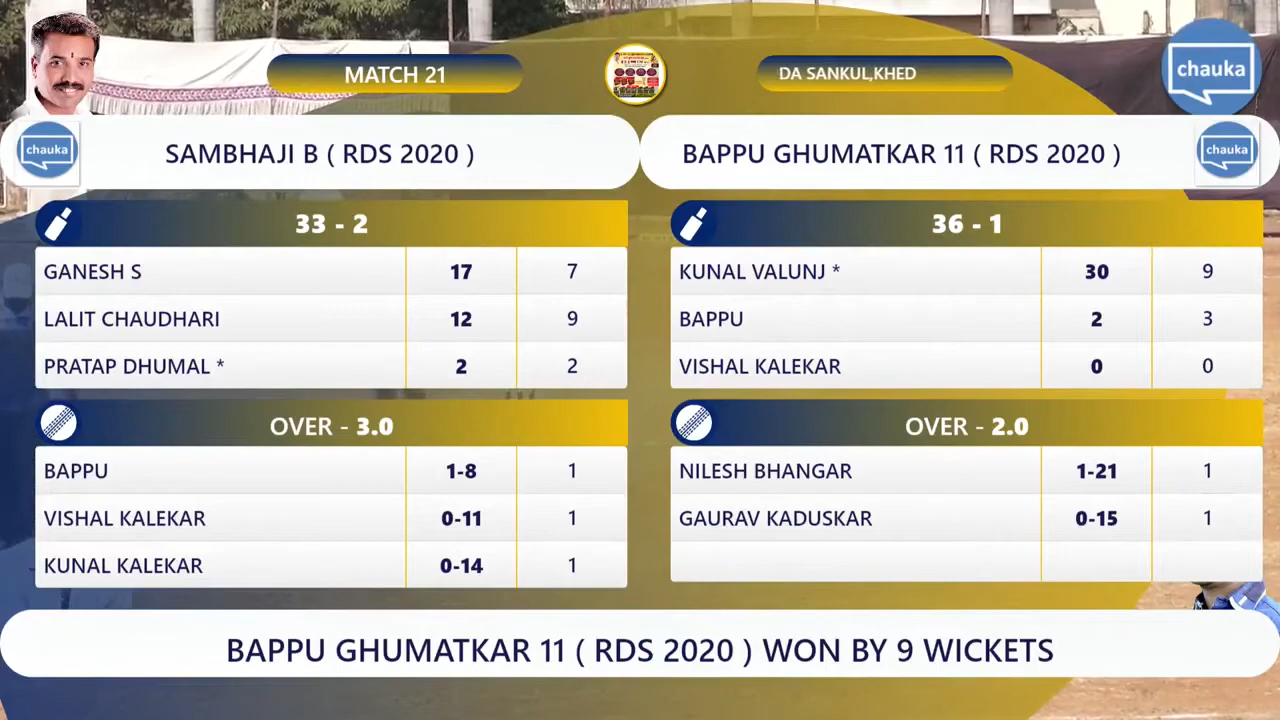 MATCH 21
DA SANKUL,KHED
chauka
chauka
SAMBHAJI B ( RDS 2020 )
BAPPU GHUMATKAR 11 ( RDS 2020 )
chauka
33 - 2
GANESH S 17 7
LALIT CHAUDHARI 12 9
PRATAP DHUMAL * 2 2
OVER - 3.0
BAPPU 1-8 1
VISHAL KALEKAR 0-11 1
KUNAL KALEKAR 0-14 1
36 - 1
KUNAL VALUNJ * 30 9
BAPPU 2 3
VISHAL KALEKAR 0 0
OVER - 2.0
NILESH BHANGAR 1-21 1
GAURAV KADUSKAR 0-15 1
BAPPU GHUMATKAR 11 ( RDS 2020 ) WON BY 9 WICKETS